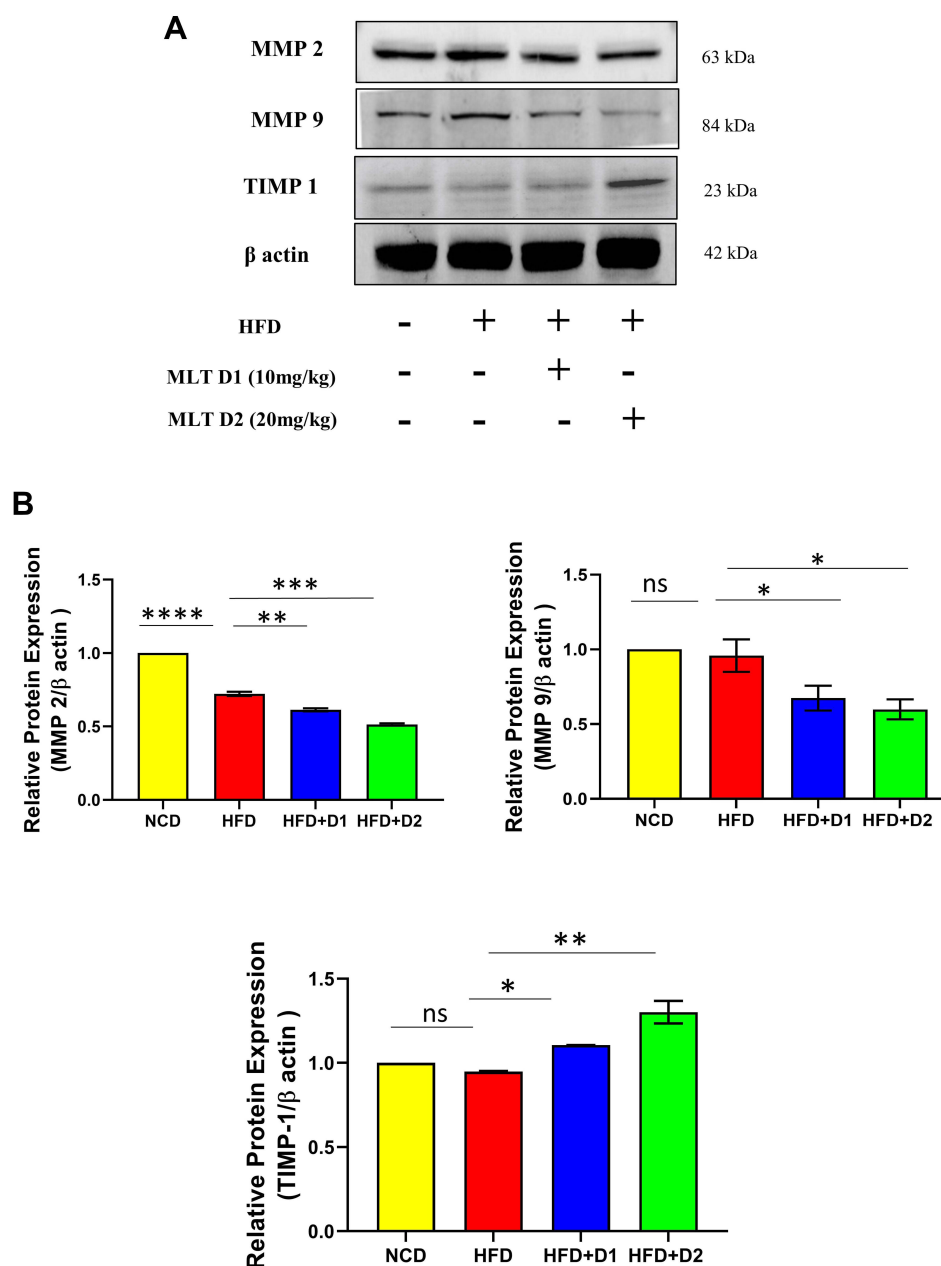 A
MMP 2
63 kDa
MMP 9
84 kDa
TIMP 1
23 kDa
β actin
42 kDa
HFD - + + +
MLT D1 (10mg/kg) - - + -
MLT D2 (20mg/kg) - - - +
B
Relative Protein Expression
(MMP 2/β actin )
1.5
1.0
0.5
0.0
****
**
***
NCD HFD HFD+D1 HFD+D2
Relative Protein Expression
(MMP 9/β actin )
1.5
1.0
0.5
0.0
ns
*
*
NCD HFD HFD+D1 HFD+D2
Relative Protein Expression
(TIMP-1/β actin )
1.5
1.0
0.5
0.0
ns
*
**
NCD HFD HFD+D1 HFD+D2